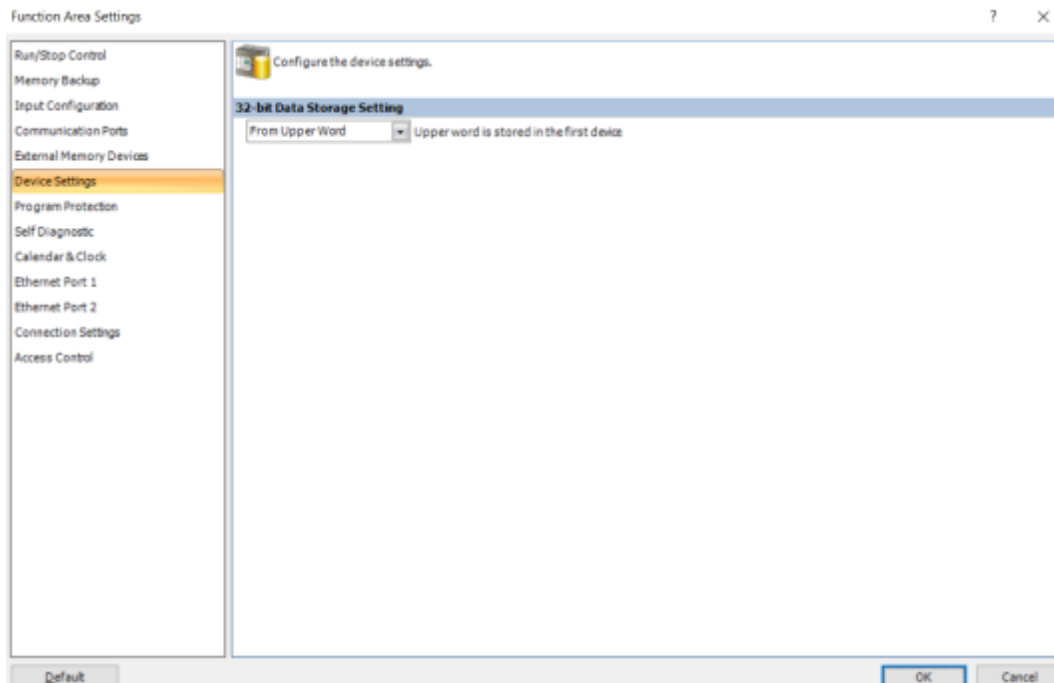 Function Area Settings
?
Run/Stop Control
Memory Backup
Input Configuration
Communication Ports
External Memory Devices
Device Settings
Program Protection
Self Diagnostic
Calendar & Clock
Ethernet Port 1
Ethernet Port 2
Connection Settings
Access Control
Configure the device settings.
32-bit Data Storage Setting
From Upper Word Upper word is stored in the first device
Default
OK
Cancel